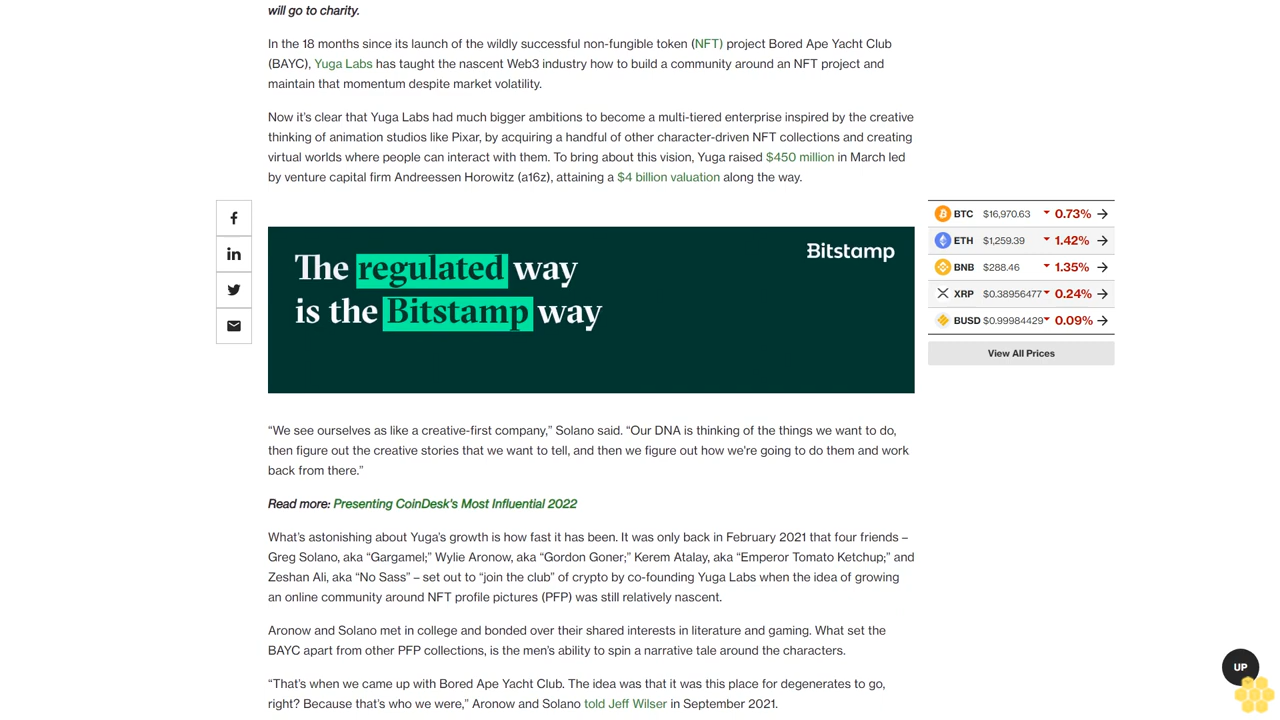 will go to charity.
In the 18 months since its launch of the wildly successful non-fungible token (NFT) project Bored Ape Yacht Club
(BAYC), Yuga Labs has taught the nascent Web3 industry how to build a community around an NFT project and
maintain that momentum despite market volatility.
Now it’s clear that Yuga Labs had much bigger ambitions to become a multi-tiered enterprise inspired by the creative
thinking of animation studios like Pixar, by acquiring a handful of other character-driven NFT collections and creating
virtual worlds where people can interact with them. To bring about this vision, Yuga raised $450 million in March led
by venture capital firm Andreessen Horowitz (a16z), attaining a $4 billion valuation along the way.
BTC $16,970.63 0.73%
ETH $1,259.39 1.42%
BNB $288.46 1.35%
XRP $0.38956477 0.24%
BUSD $0.99984429 0.09%
View All Prices
Bitstamp
The regulated way
is the Bitstamp way
“We see ourselves as like a creative-first company,” Solano said. “Our DNA is thinking of the things we want to do,
then figure out the creative stories that we want to tell, and then we figure out how we're going to do them and work
back from there.”
Read more: Presenting CoinDesk's Most Influential 2022
What’s astonishing about Yuga’s growth is how fast it has been. It was only back in February 2021 that four friends –
Greg Solano, aka “Gargamel;” Wylie Aronow, aka “Gordon Goner;” Kerem Atalay, aka “Emperor Tomato Ketchup;” and
Zeshan Ali, aka “No Sass” – set out to “join the club” of crypto by co-founding Yuga Labs when the idea of growing
an online community around NFT profile pictures (PFP) was still relatively nascent.
Aronow and Solano met in college and bonded over their shared interests in literature and gaming. What set the
BAYC apart from other PFP collections, is the men’s ability to spin a narrative tale around the characters.
“That’s when we came up with Bored Ape Yacht Club. The idea was that it was this place for degenerates to go,
right? Because that’s who we were,” Aronow and Solano told Jeff Wilser in September 2021.
UP